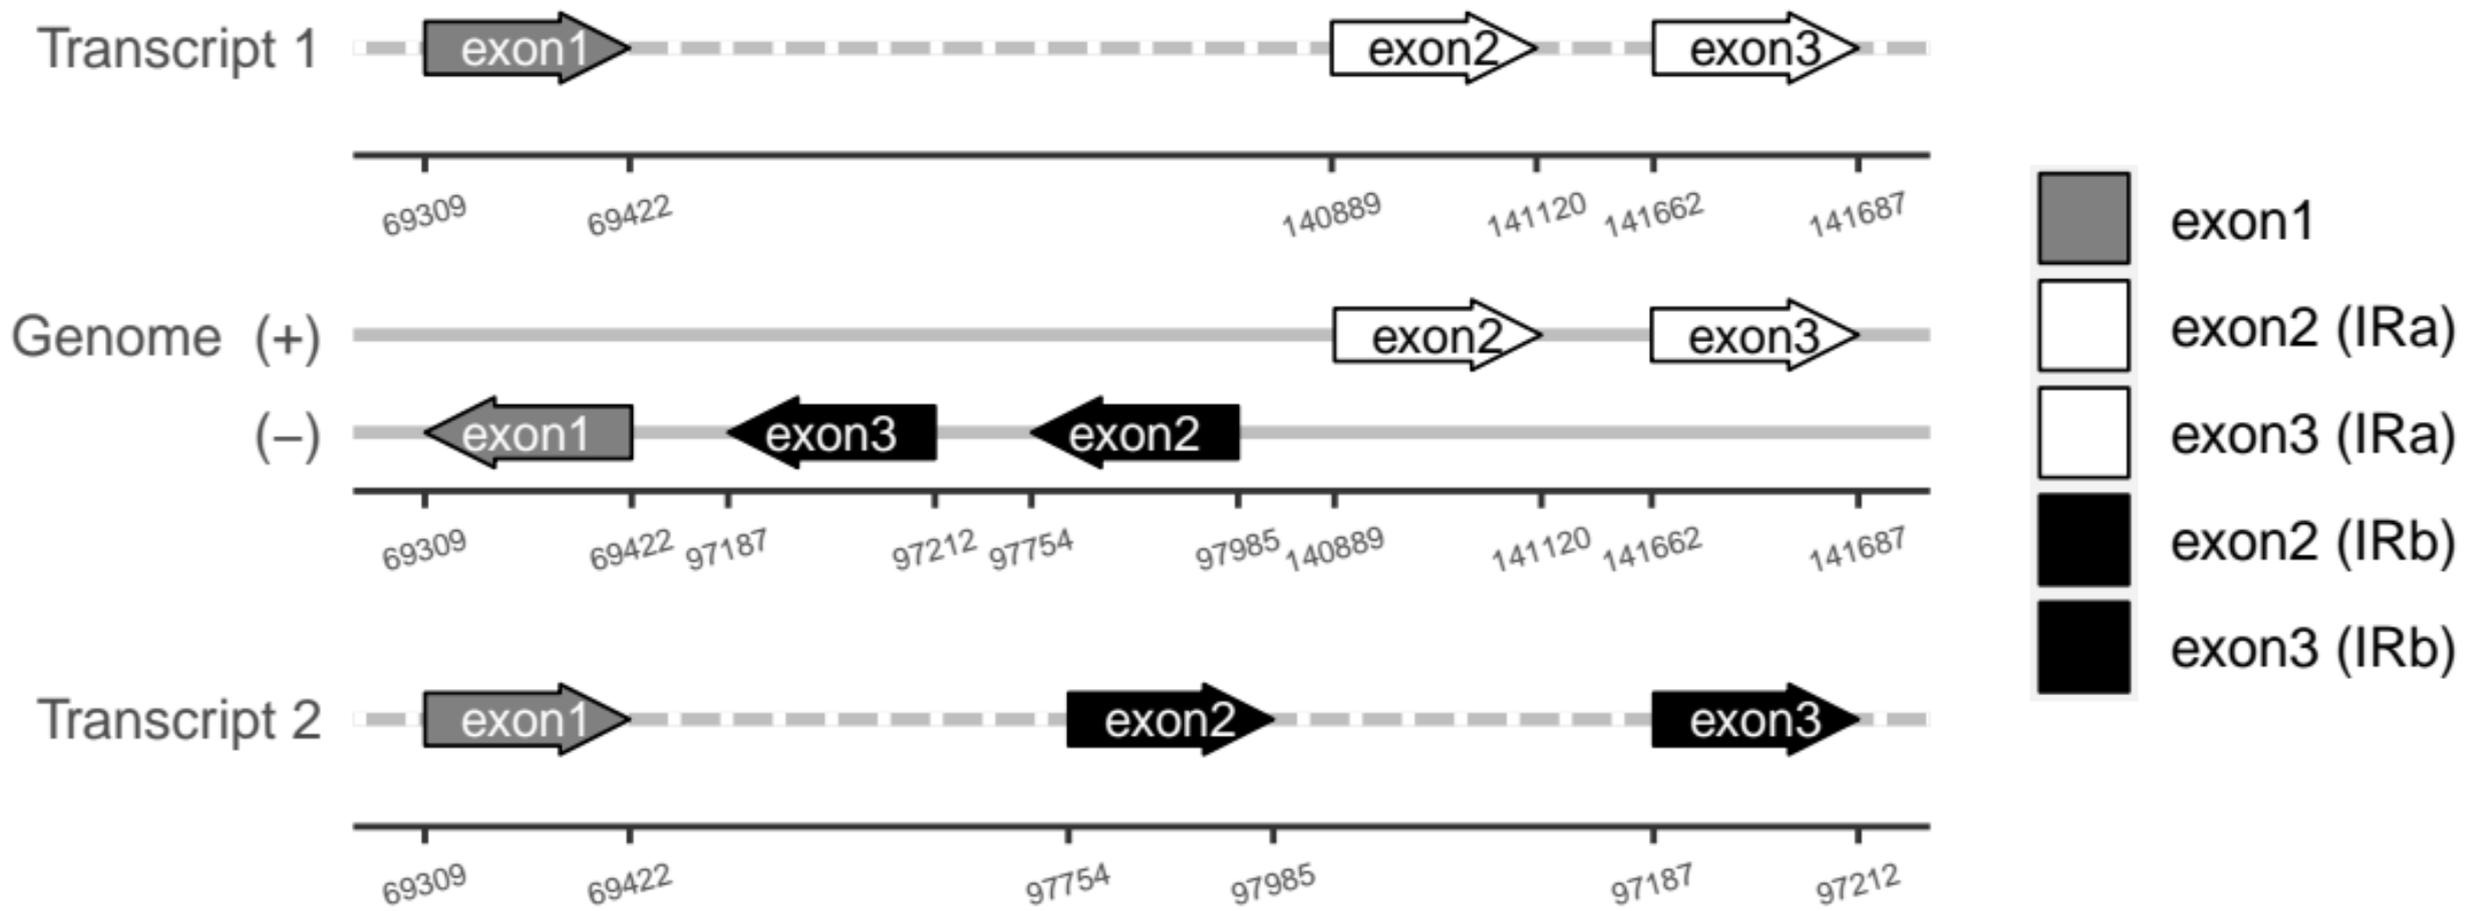 Transcript 1 exon1 exon2 exon3
69309 69422 140889 141120 141662 141687
Genome (+) exon2 exon3
(–) exon1 exon3 exon2
69309 69422 97187 97212 97754 97985 140889 141120 141662 141687
Transcript 2 exon1 exon2 exon3
69309 69422 97754 97985 97187 97212
exon1
exon2 (IRa)
exon3 (IRa)
exon2 (IRb)
exon3 (IRb)